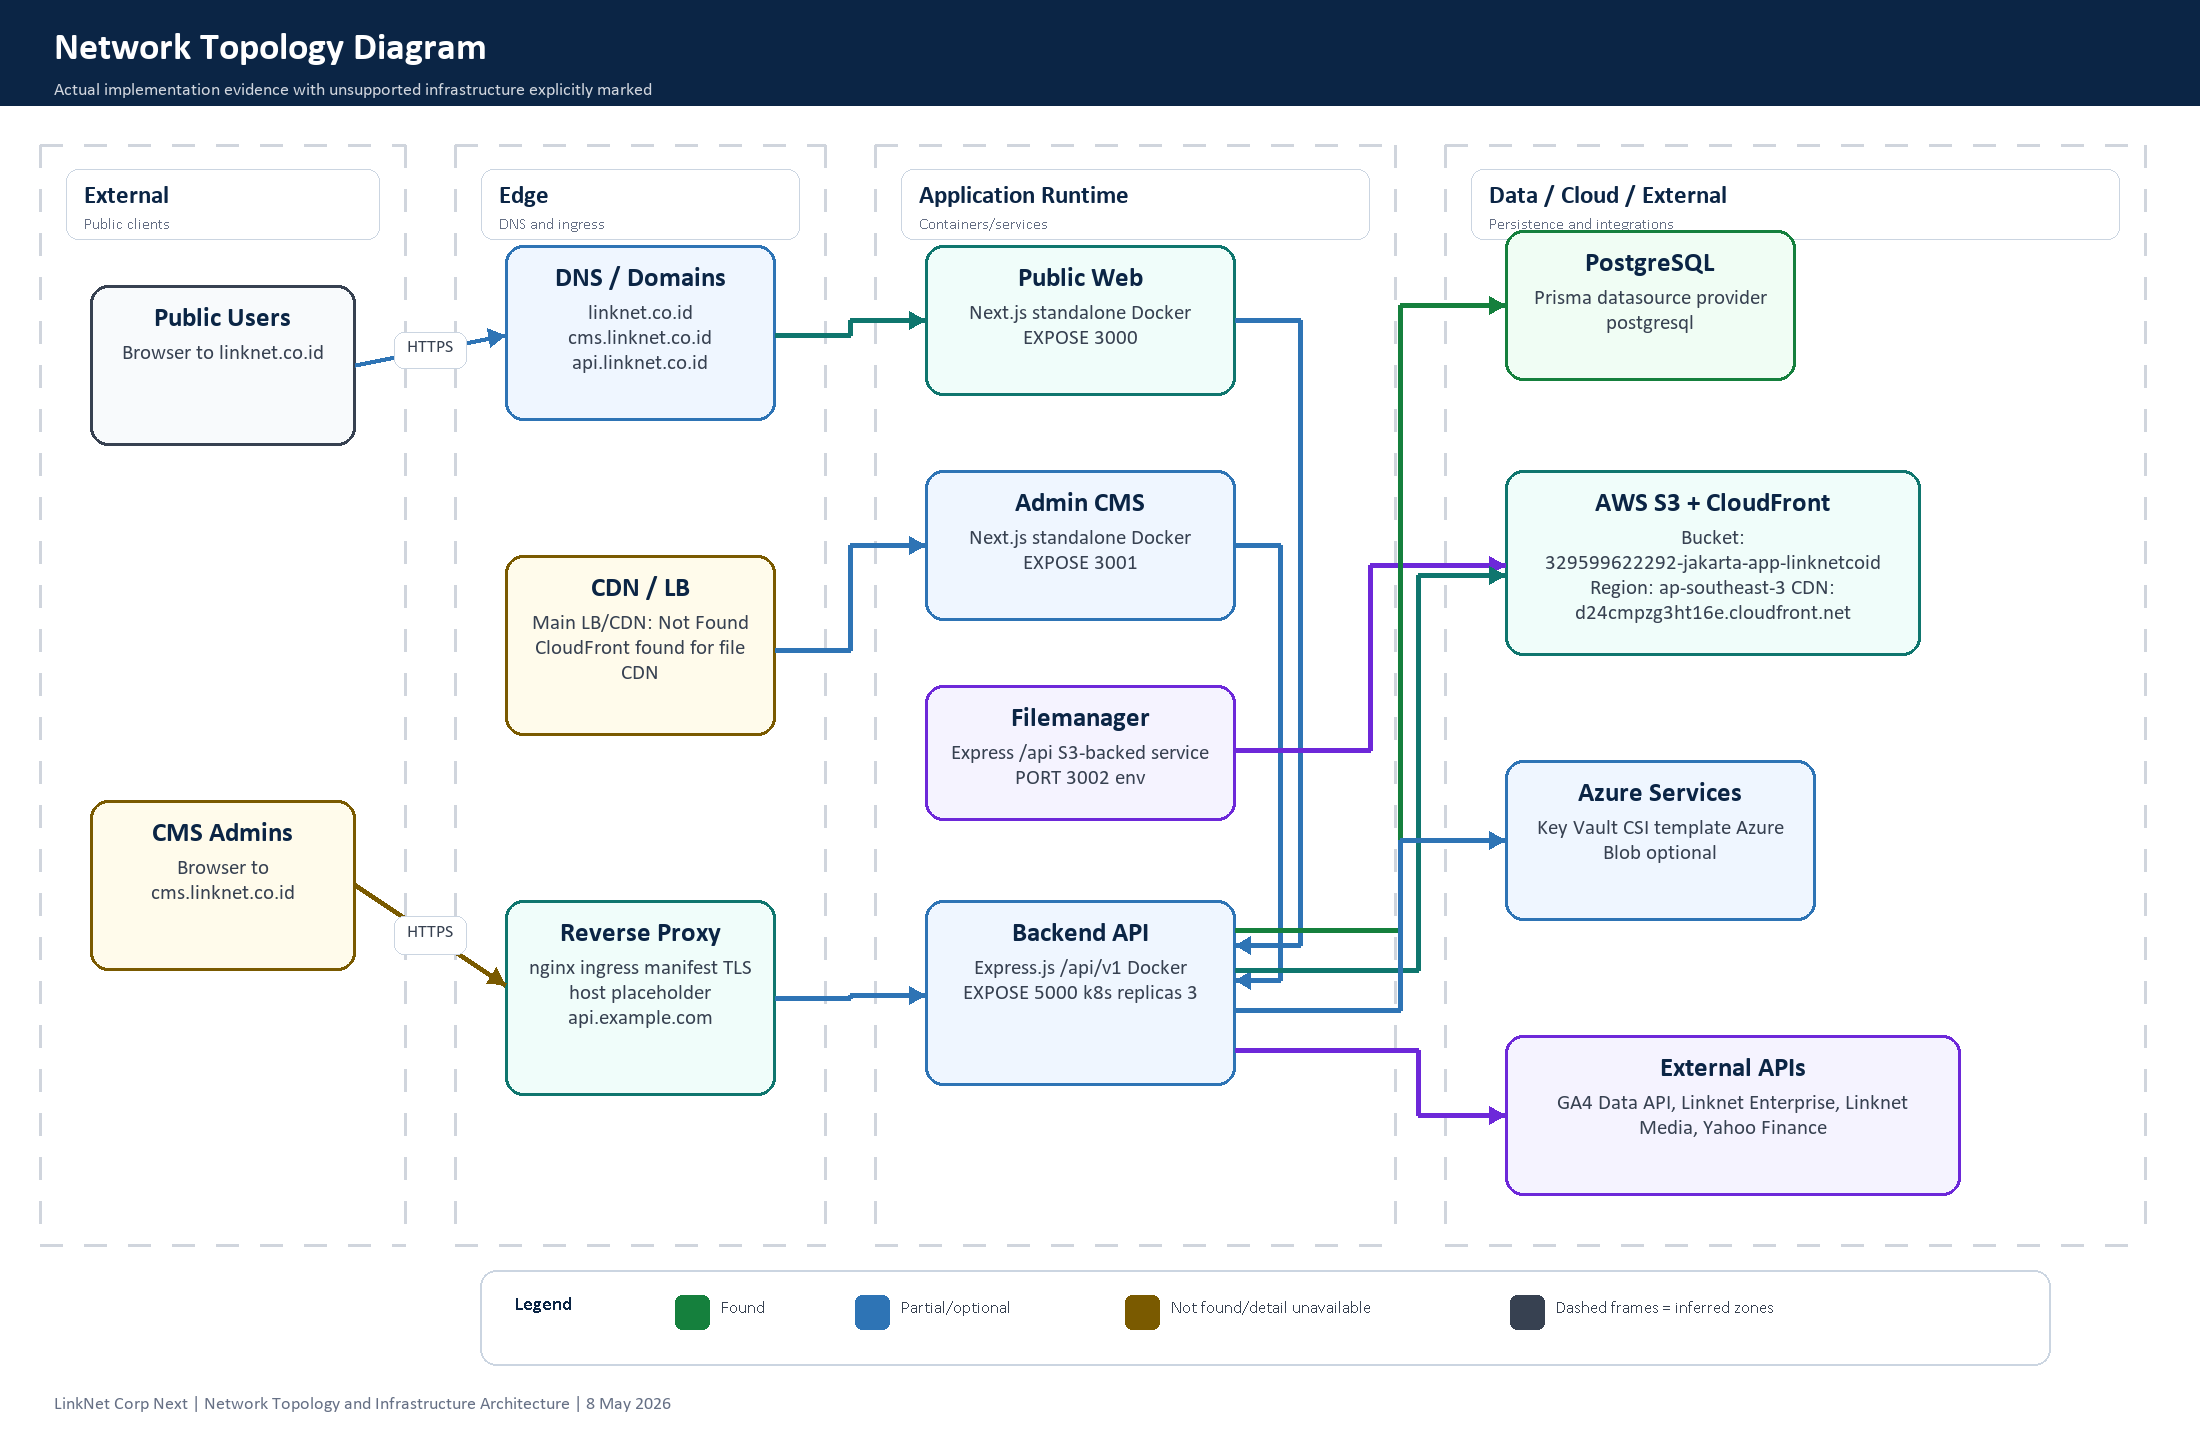 Network Topology Diagram
Actual implementation evidence with unsupported infrastructure explicitly marked
External
Public clients
Public Users
Browser to linknet.co.id
CMS Admins
Browser to
cms.linknet.co.id
HTTPS
HTTPS
Edge
DNS and ingress
DNS / Domains
linknet.co.id
cms.linknet.co.id
api.linknet.co.id
CDN / LB
Main LB/CDN: Not Found
CloudFront found for file
CDN
Reverse Proxy
nginx ingress manifest TLS
host placeholder
api.example.com
Application Runtime
Containers/services
Public Web
Next.js standalone Docker
EXPOSE 3000
Admin CMS
Next.js standalone Docker
EXPOSE 3001
Filemanager
Express /api S3-backed service
PORT 3002 env
Backend API
Express.js /api/v1 Docker
EXPOSE 5000 k8s replicas 3
Data / Cloud / External
Persistence and integrations
PostgreSQL
Prisma datasource provider
postgresql
AWS S3 + CloudFront
Bucket:
329599622292-jakarta-app-linknetcoid
Region: ap-southeast-3 CDN:
d24cmpzg3ht16e.cloudfront.net
Azure Services
Key Vault CSI template Azure
Blob optional
External APIs
GA4 Data API, Linknet Enterprise, Linknet
Media, Yahoo Finance
Legend
Found
Partial/optional
Not found/detail unavailable
Dashed frames = inferred zones
LinkNet Corp Next | Network Topology and Infrastructure Architecture | 8 May 2026